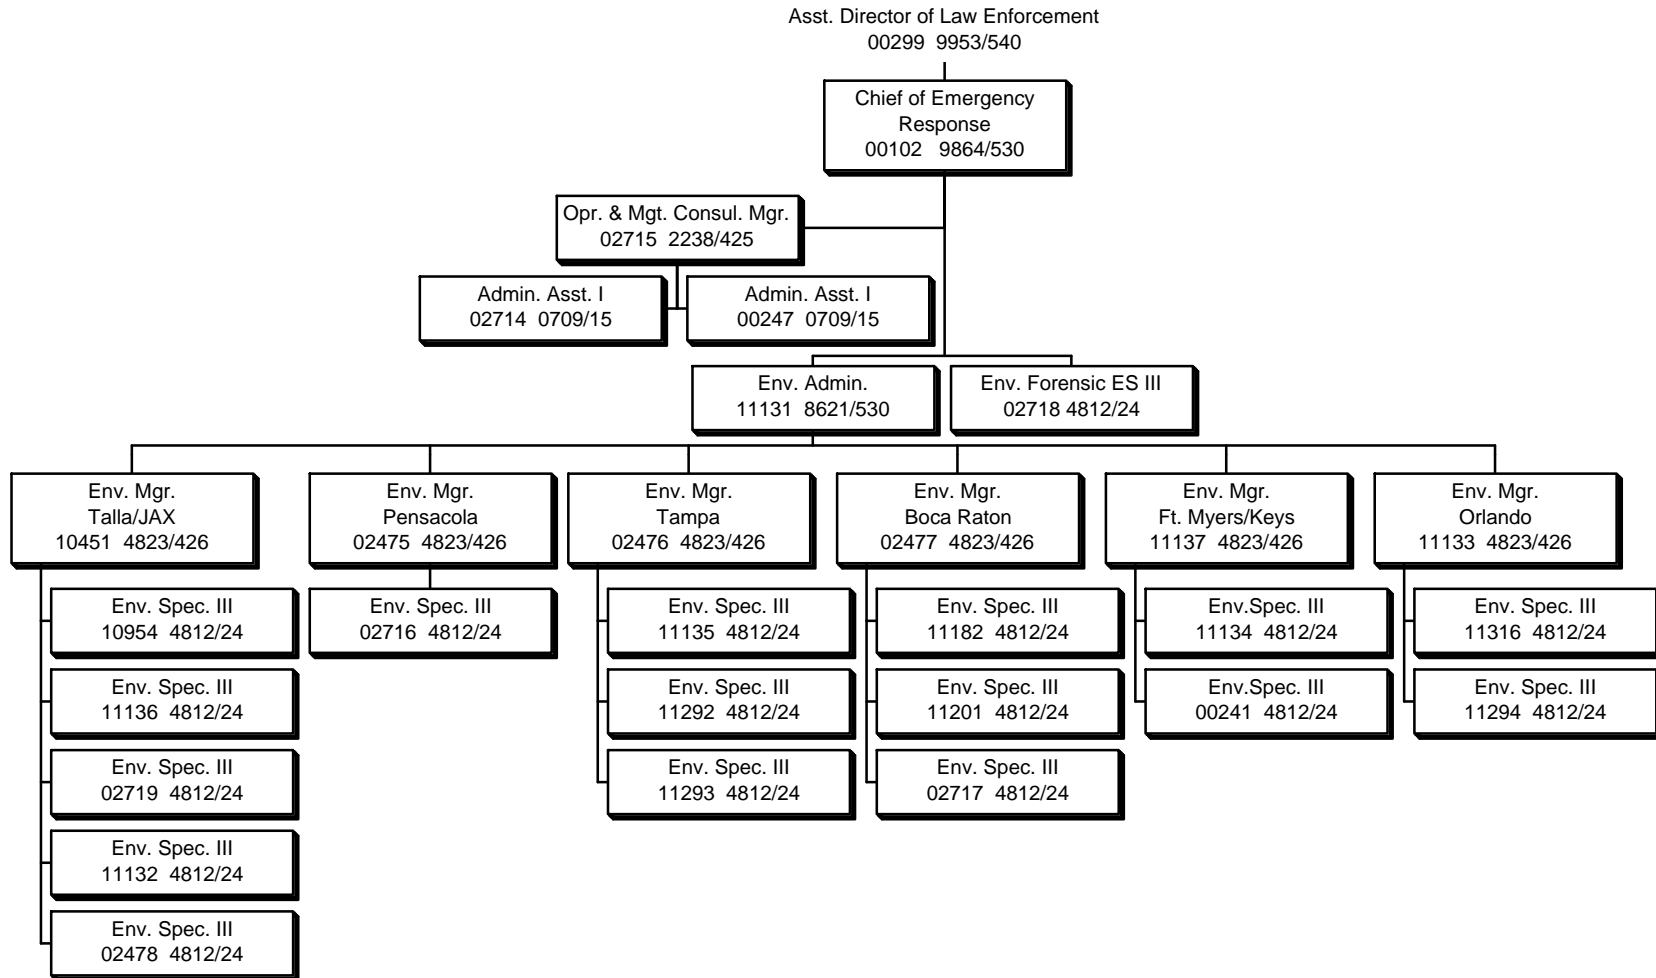 Asst. Director of Law Enforcement
00299 9953/540
Chief of Emergency
Response
00102 9864/530
Opr. & Mgt. Consul. Mgr.
02715 2238/425
Admin. Asst. I
02714 0709/15
Admin. Asst. I
00247 0709/15
Env. Admin.
11131 8621/530
Env. Forensic ES III
02718 4812/24
Env. Mgr.
Talla/JAX
10451 4823/426
Env. Spec. III
10954 4812/24
Env. Spec. III
11136 4812/24
Env. Spec. III
02719 4812/24
Env. Spec. III
11132 4812/24
Env. Spec. III
02478 4812/24
Env. Mgr.
Pensacola
02475 4823/426
Env. Spec. III
02716 4812/24
Env. Mgr.
Tampa
02476 4823/426
Env. Spec. III
11135 4812/24
Env. Spec. III
11292 4812/24
Env. Spec. III
11293 4812/24
Env. Mgr.
Boca Raton
02477 4823/426
Env. Spec. III
11182 4812/24
Env. Spec. III
11201 4812/24
Env. Spec. III
02717 4812/24
Env. Mgr.
Ft. Myers/Keys
11137 4823/426
Env.Spec. III
11134 4812/24
Env.Spec. III
00241 4812/24
Env. Mgr.
Orlando
11133 4823/426
Env. Spec. III
11316 4812/24
Env. Spec. III
11294 4812/24